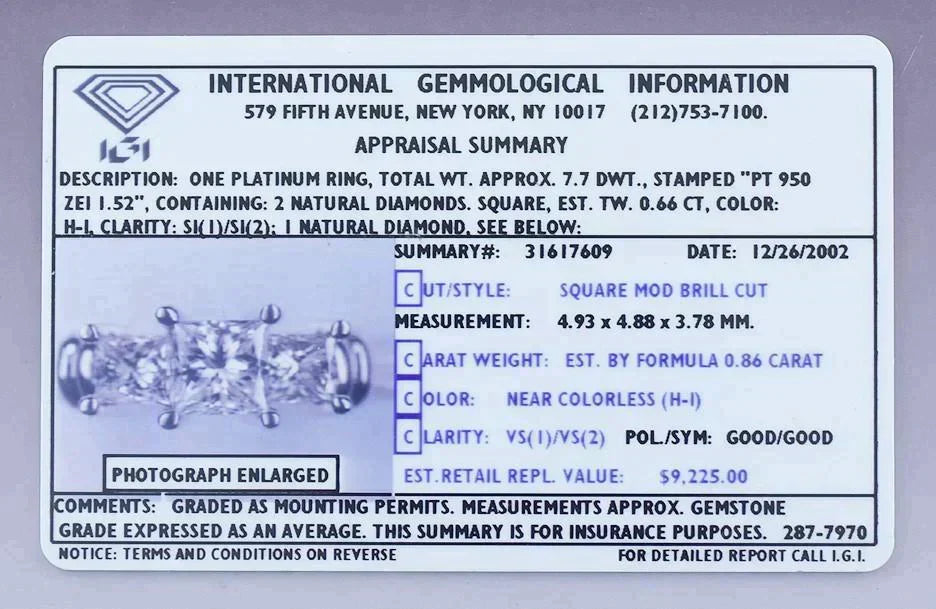 INTERNATIONAL GEMMOLOGICAL INFORMATION
579 FIFTH AVENUE, NEW YORK, NY 10017 (212)753-7100.
IGI
APPRAISAL SUMMARY
DESCRIPTION: ONE PLATINUM RING, TOTAL WT. APPROX. 7.7 DWT., STAMPED "PT 950
ZEI 1.52", CONTAINING: 2 NATURAL DIAMONDS. SQUARE, EST. TW. 0.66 CT, COLOR:
H-I, CLARITY: SI(1)/SI(2); 1 NATURAL DIAMOND, SEE BELOW:
SUMMARY#: 31617609 DATE: 12/26/2002
CUT/STYLE: SQUARE MOD BRILL CUT
MEASUREMENT: 4.93 x 4.88 x 3.78 MM.
CARAT WEIGHT: EST. BY FORMULA 0.86 CARAT
COLOR: NEAR COLORLESS (H-I)
CLARITY: VS(1)/VS(2) POL./SYM: GOOD/GOOD
EST.RETAIL REPL. VALUE: $9,225.00
PHOTOGRAPH ENLARGED
COMMENTS: GRADED AS MOUNTING PERMITS. MEASUREMENTS APPROX. GEMSTONE
GRADE EXPRESSED AS AN AVERAGE. THIS SUMMARY IS FOR INSURANCE PURPOSES. 287-7970
NOTICE: TERMS AND CONDITIONS ON REVERSE FOR DETAILED REPORT CALL I.G.I.